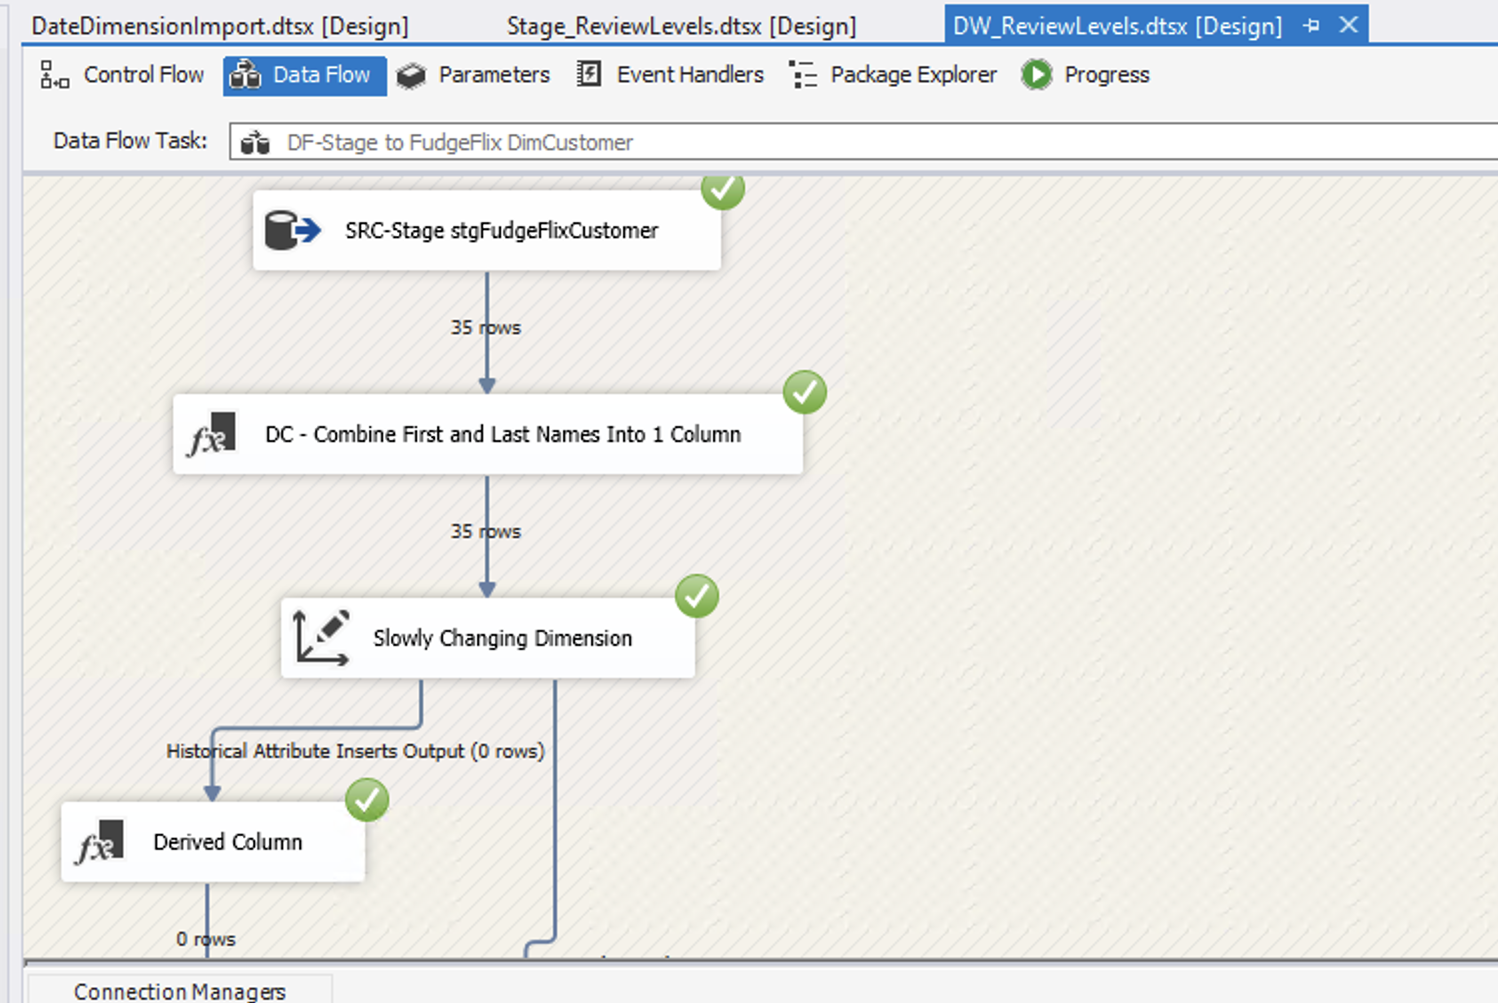 DateDimensionImport.dtsx [Design] Stage_ReviewLevels.dtsx [Design] DW_ReviewLevels.dtsx [Design]
Control Flow Data Flow Parameters Event Handlers Package Explorer Progress
Data Flow Task: DF-Stage to FudgeFlix DimCustomer
SRC-Stage stgFudgeFlixCustomer
35 rows
fx DC - Combine First and Last Names Into 1 Column
35 rows
Slowly Changing Dimension
Historical Attribute Inserts Output (0 rows)
fx Derived Column
0 rows
Connection Managers